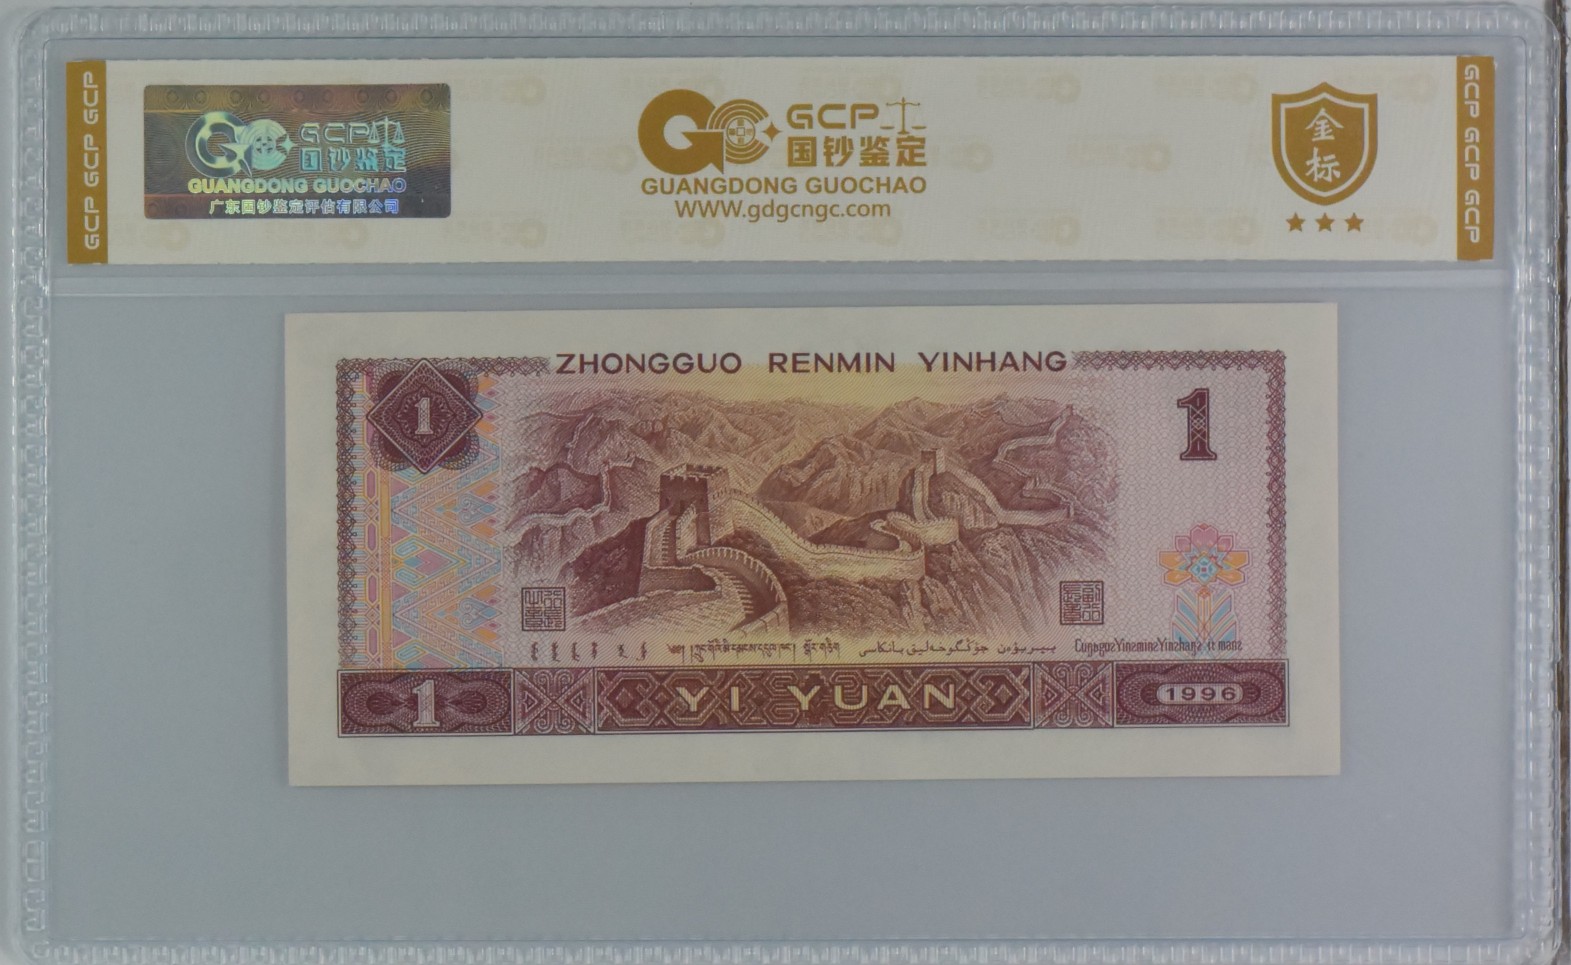 GCP GCP GCP
GCP
国钞鉴定
GUANGDONG GUOCHAO
广东国钞鉴定评估有限公司
GC GCP
国钞鉴定
GUANGDONG GUOCHAO
WWW.gdgcngc.com
金
标
GCP GCP GCP
ZHONGGUO RENMIN YINHANG
1
1
1
YI YUAN
1996